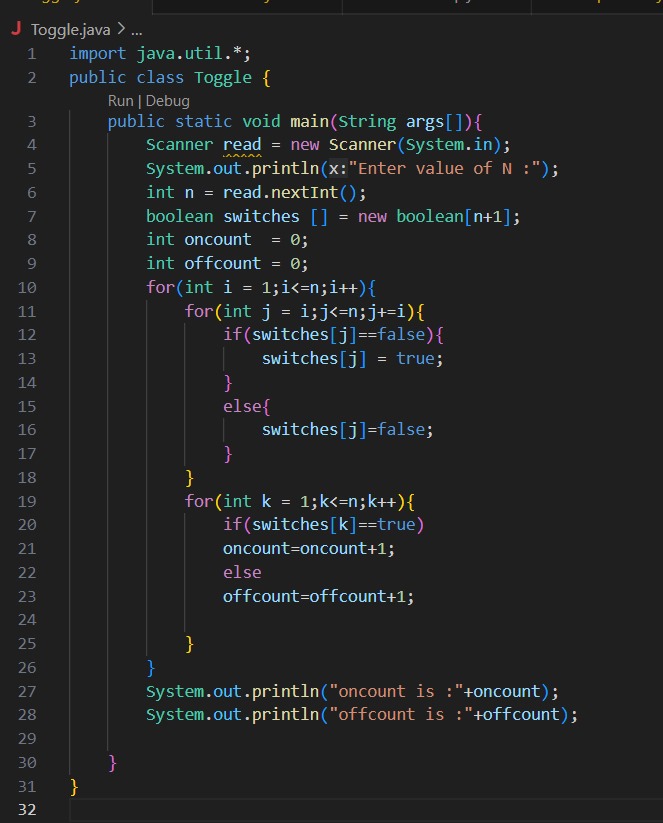 Toggle.java > ...
1 import java.util.*;
2 public class Toggle {
Run | Debug
3 public static void main(String args[]){
4 Scanner read = new Scanner(System.in);
5 System.out.println(x:"Enter value of N :");
6 int n = read.nextInt();
7 boolean switches [] = new boolean[n+1];
8 int oncount  = 0;
9 int offcount = 0;
10 for(int i = 1;i<=n;i++){
11 for(int j = i;j<=n;j+=i){
12 if(switches[j]==false){
13 switches[j] = true;
14 }
15 else{
16 switches[j]=false;
17 }
18 }
19 for(int k = 1;k<=n;k++){
20 if(switches[k]==true)
21 oncount=oncount+1;
22 else
23 offcount=offcount+1;
24
25 }
26 }
27 System.out.println("oncount is :"+oncount);
28 System.out.println("offcount is :"+offcount);
29
30 }
31 }
32